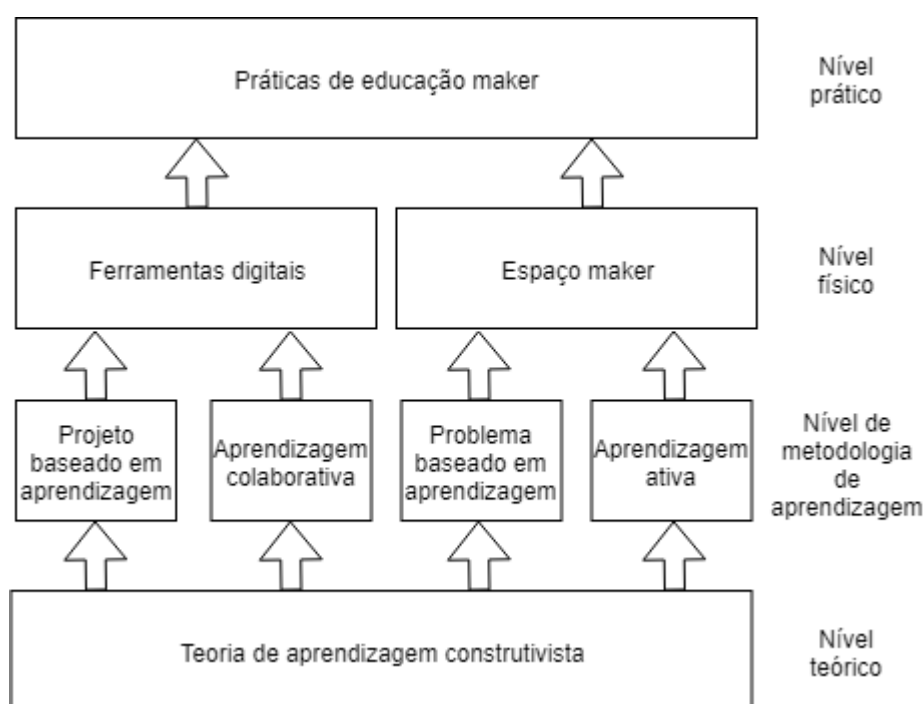 Práticas de educação maker
Nível
prático
Ferramentas digitais
Espaço maker
Nível
físico
Projeto
baseado em
aprendizagem
Aprendizagem
colaborativa
Problema
baseado em
aprendizagem
Aprendizagem
ativa
Nível de
metodologia
de
aprendizagem
Teoria de aprendizagem construtivista
Nível
teórico